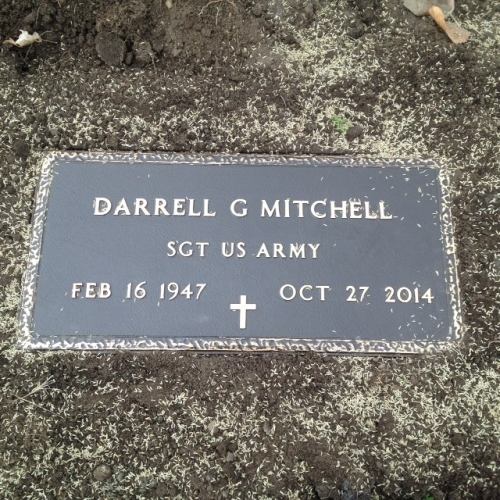 DARRELL G MITCHELL
SGT US ARMY
FEB 16 1947 OCT 27 2014